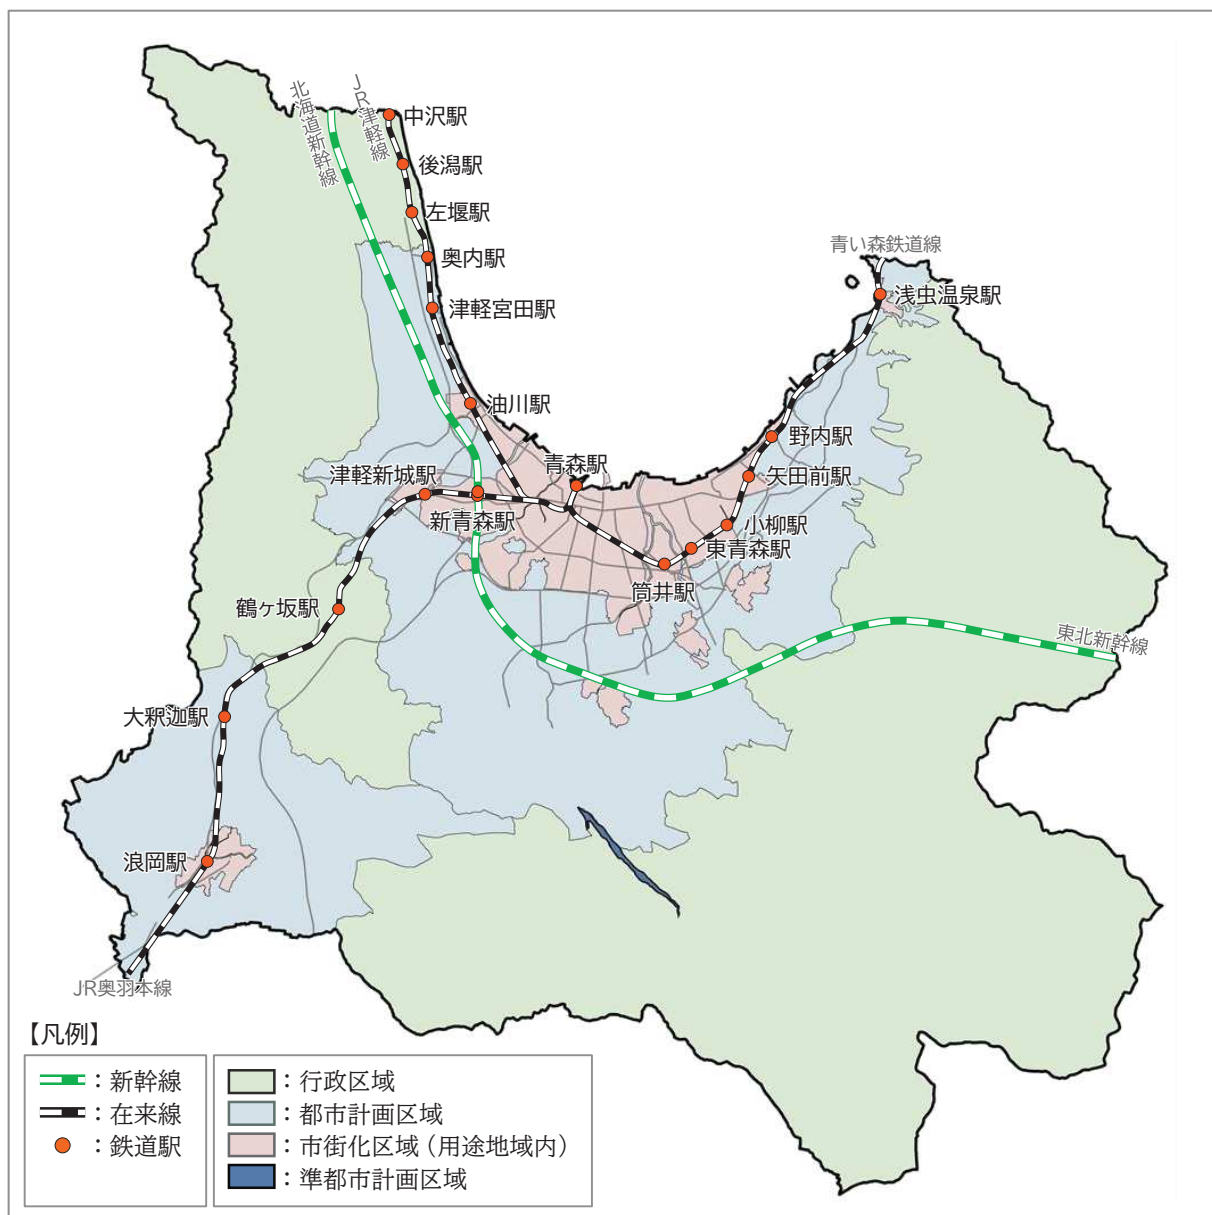 北海道新幹線
JR津軽線
中沢駅
後潟駅
左堰駅
奥内駅
津軽宮田駅
青い森鉄道線
浅虫温泉駅
油川駅
野内駅
青森駅
津軽新城駅
矢田前駅
新青森駅
小柳駅
東青森駅
筒井駅
鶴ヶ坂駅
東北新幹線
大釈迦駅
浪岡駅
JR奥羽本線
【凡例】
：新幹線
：在来線
：鉄道駅
：行政区域
：都市計画区域
：市街化区域（用途地域内）
：準都市計画区域